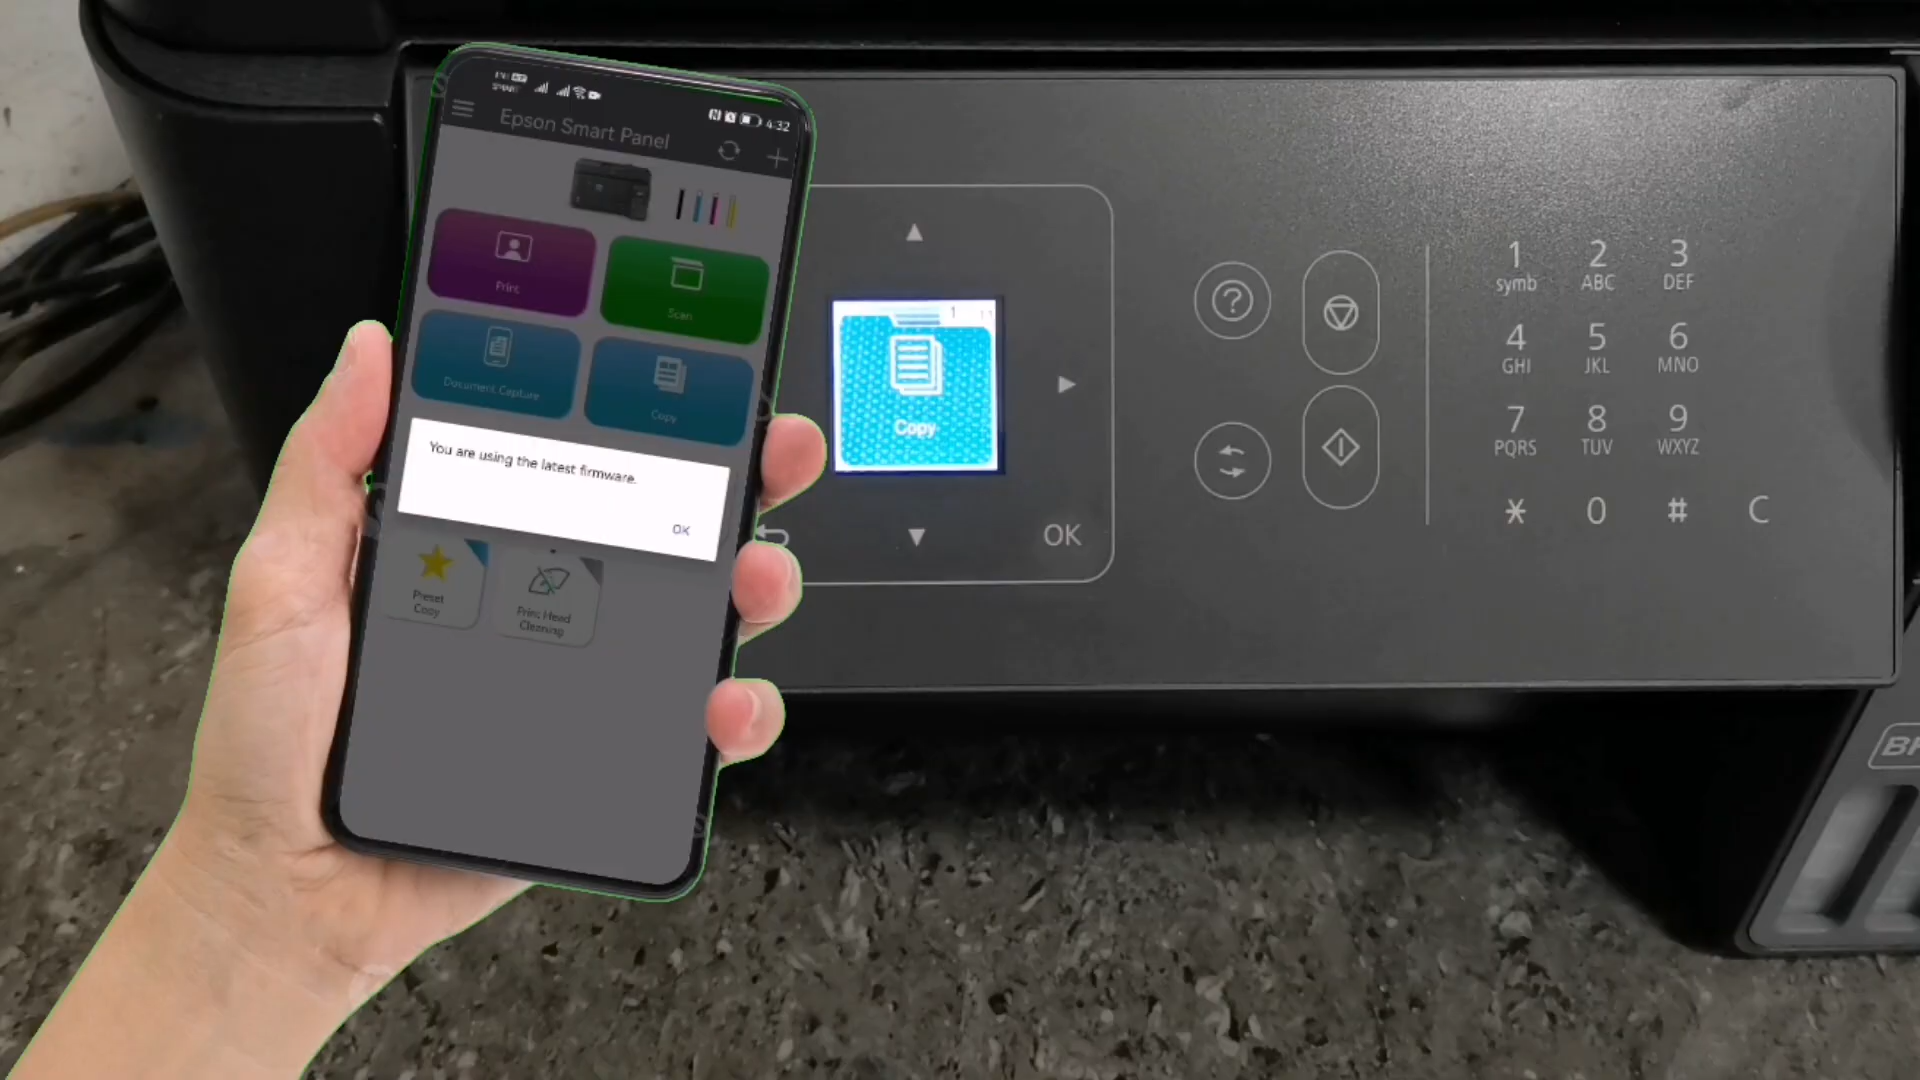 SMART
4:32
Epson Smart Panel
Print
Scan
Document Capture
Copy
You are using the latest firmware.
OK
Preset
Copy
Print Head
Cleaning
1
Copy
OK
1 2 3
symb ABC DEF
4 5 6
GHI JKL MNO
7 8 9
PQRS TUV WXYZ
* 0 # C